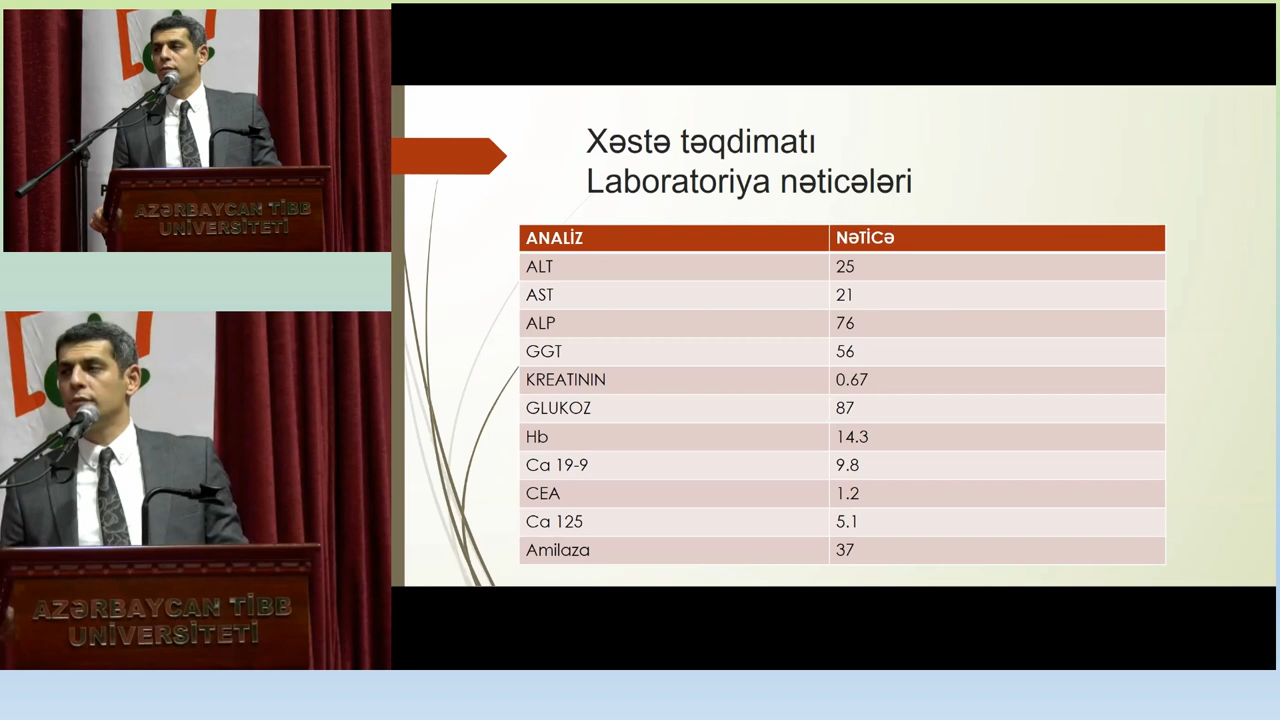 AZƏRBAYCAN TİBB
UNİVERSİTETİ
AZƏRBAYCAN TİBB
UNİVERSİTETİ
Xəstə təqdimatı
Laboratoriya nəticələri
ANALİZ NƏTİCƏ
ALT 25
AST 21
ALP 76
GGT 56
KREATININ 0.67
GLUKOZ 87
Hb 14.3
Ca 19-9 9.8
CEA 1.2
Ca 125 5.1
Amilaza 37